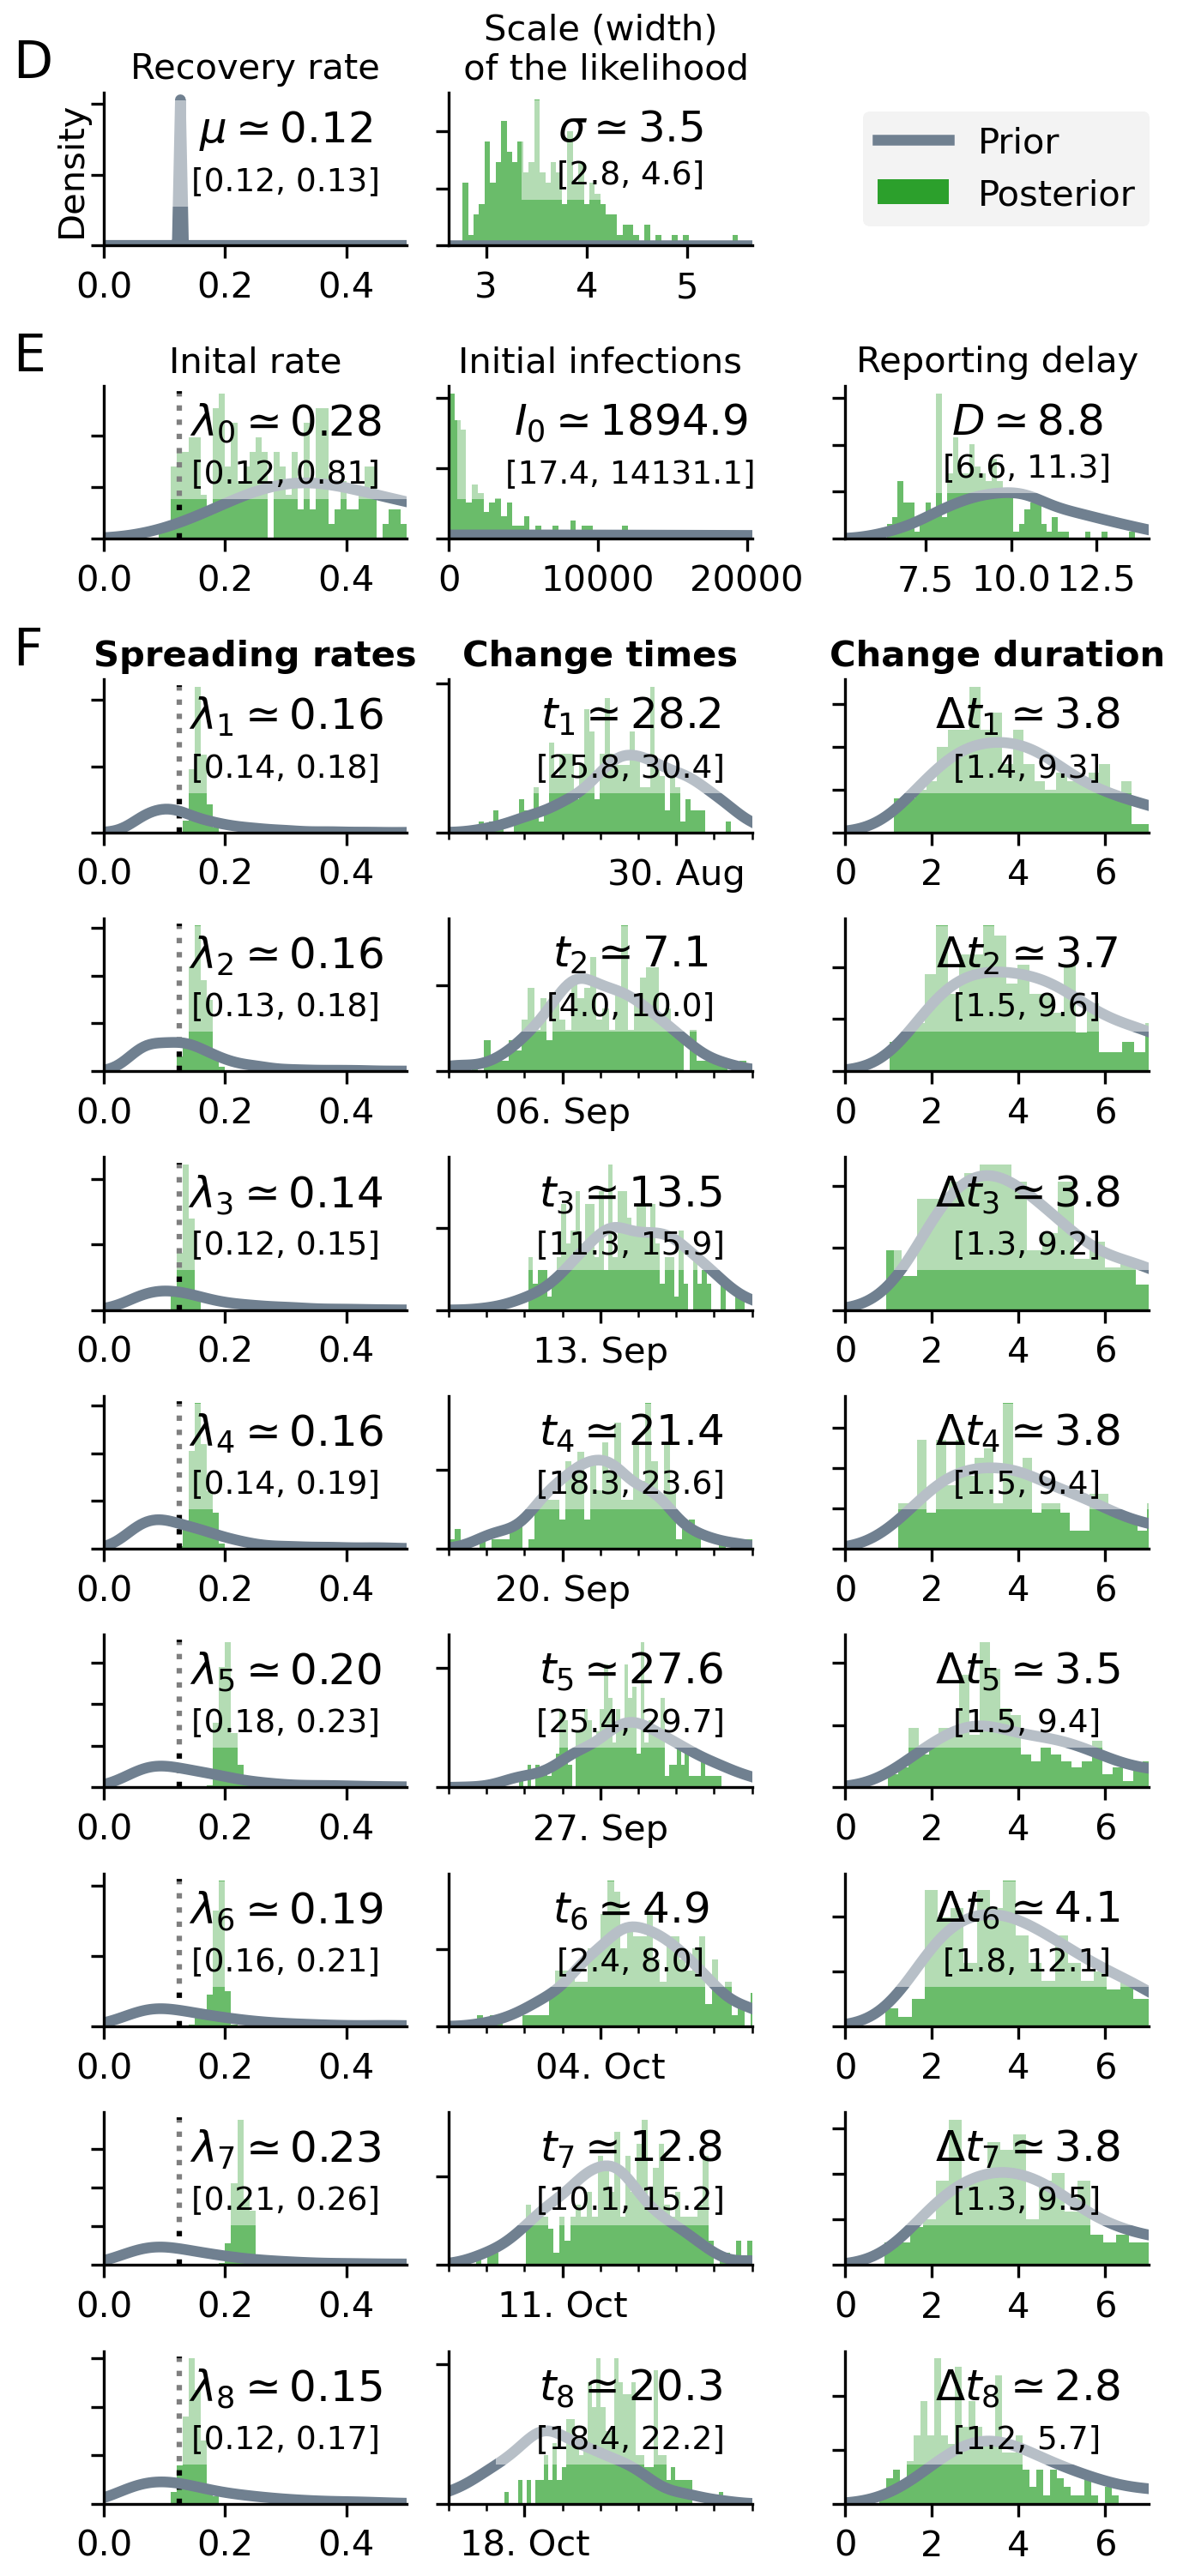 D
Recovery rate
Scale (width)
of the likelihood
Density
μ ≃ 0.12
[0.12, 0.13]
σ ≃ 3.5
[2.8, 4.6]
Prior
Posterior
0.0 0.2 0.4
3 4 5
E
Inital rate
Initial infections
Reporting delay
λ0 ≃ 0.28
[0.12, 0.81]
I0 ≃ 1894.9
[17.4, 14131.1]
D ≃ 8.8
[6.6, 11.3]
0.0 0.2 0.4
0 10000 20000
7.5 10.0 12.5
F
Spreading rates
Change times
Change duration
λ1 ≃ 0.16
[0.14, 0.18]
t1 ≃ 28.2
[25.8, 30.4]
Δt1 ≃ 3.8
[1.4, 9.3]
0.0 0.2 0.4
30. Aug
0 2 4 6
λ2 ≃ 0.16
[0.13, 0.18]
t2 ≃ 7.1
[4.0, 10.0]
Δt2 ≃ 3.7
[1.5, 9.6]
0.0 0.2 0.4
06. Sep
0 2 4 6
λ3 ≃ 0.14
[0.12, 0.15]
t3 ≃ 13.5
[11.3, 15.9]
Δt3 ≃ 3.8
[1.3, 9.2]
0.0 0.2 0.4
13. Sep
0 2 4 6
λ4 ≃ 0.16
[0.14, 0.19]
t4 ≃ 21.4
[18.3, 23.6]
Δt4 ≃ 3.8
[1.5, 9.4]
0.0 0.2 0.4
20. Sep
0 2 4 6
λ5 ≃ 0.20
[0.18, 0.23]
t5 ≃ 27.6
[25.4, 29.7]
Δt5 ≃ 3.5
[1.5, 9.4]
0.0 0.2 0.4
27. Sep
0 2 4 6
λ6 ≃ 0.19
[0.16, 0.21]
t6 ≃ 4.9
[2.4, 8.0]
Δt6 ≃ 4.1
[1.8, 12.1]
0.0 0.2 0.4
04. Oct
0 2 4 6
λ7 ≃ 0.23
[0.21, 0.26]
t7 ≃ 12.8
[10.1, 15.2]
Δt7 ≃ 3.8
[1.3, 9.5]
0.0 0.2 0.4
11. Oct
0 2 4 6
λ8 ≃ 0.15
[0.12, 0.17]
t8 ≃ 20.3
[18.4, 22.2]
Δt8 ≃ 2.8
[1.2, 5.7]
0.0 0.2 0.4
18. Oct
0 2 4 6